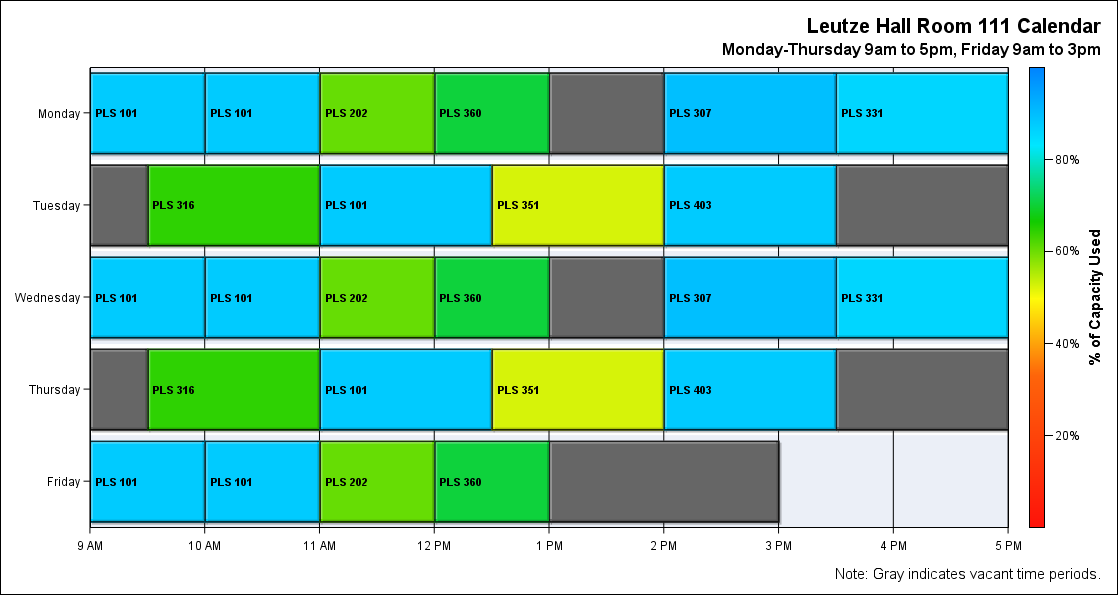 Leutze Hall Room 111 Calendar
Monday-Thursday 9am to 5pm, Friday 9am to 3pm
Monday PLS 101 PLS 101 PLS 202 PLS 360 PLS 307 PLS 331
Tuesday PLS 316 PLS 101 PLS 351 PLS 403
Wednesday PLS 101 PLS 101 PLS 202 PLS 360 PLS 307 PLS 331
Thursday PLS 316 PLS 101 PLS 351 PLS 403
Friday PLS 101 PLS 101 PLS 202 PLS 360
9 AM 10 AM 11 AM 12 PM 1 PM 2 PM 3 PM 4 PM 5 PM
80%
60%
40%
20%
% of Capacity Used
Note: Gray indicates vacant time periods.